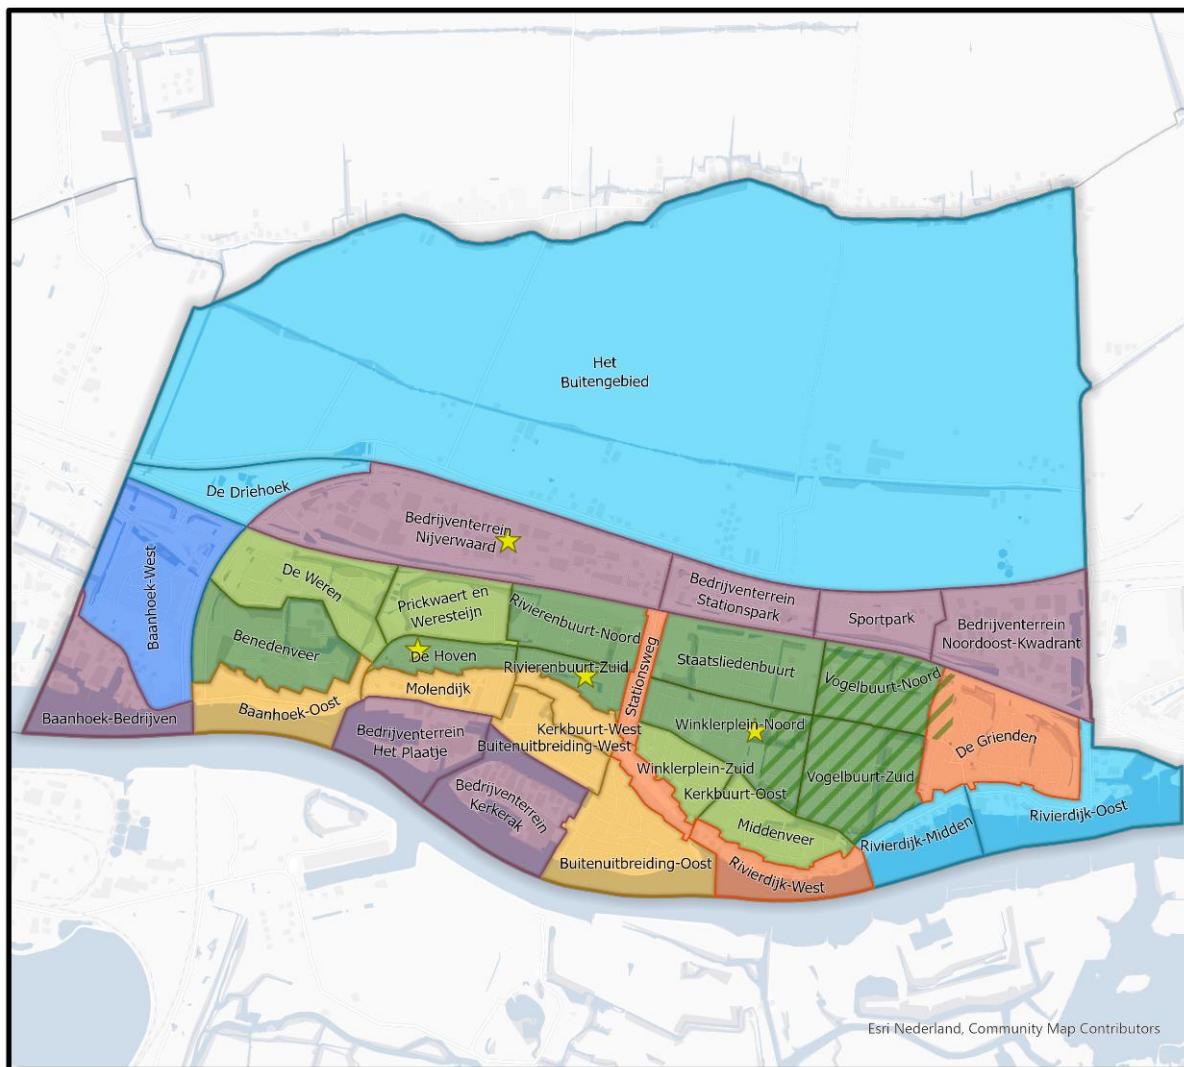 Het
Buitengebied
De Driehoek
Bedrijventerrein
Nijverwaard
Baanhoek-West
De Weren
Prickwaert en
Weresteijn
Rivierenbuurt-Noord
Bedrijventerrein
Stationspark
Sportpark
Bedrijventerrein
Noordoost-Kwadrant
Benedenveer
De Hoven
Rivierenbuurt-Zuid
Stationsweg
Staatsliedenbuurt
Vogelbuurt-Noord
Baanhoek-Bedrijven
Baanhoek-Oost
Molendijk
Kerkbuurt-West
Winklerplein-Noord
De Grienden
Bedrijventerrein
Het Plaatje
Buitenuitbreiding-West
Winklerplein-Zuid
Vogelbuurt-Zuid
Kerkbuurt-Oost
Bedrijventerrein
Kerkerak
Middenveer
Rivierdijk-Midden
Rivierdijk-Oost
Buitenuitbreiding-Oost
Rivierdijk-West
Esri Nederland, Community Map Contributors